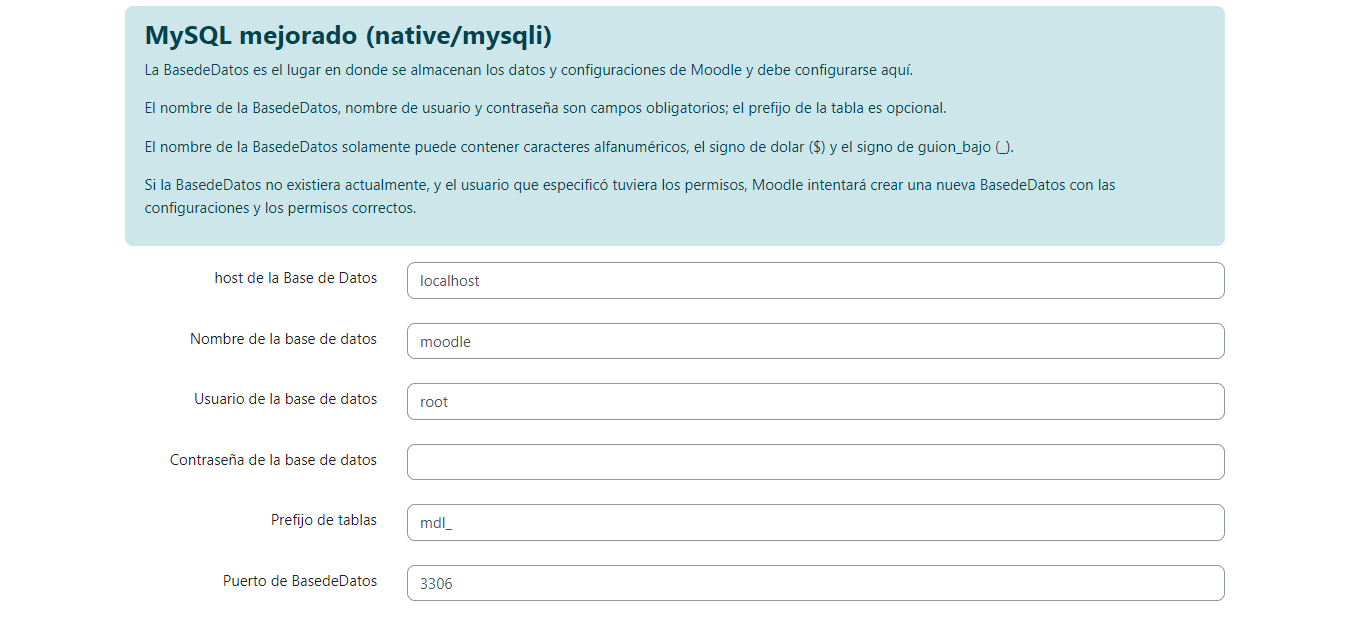 MySQL mejorado (native/mysqli)
La BasedeDatos es el lugar en donde se almacenan los datos y configuraciones de Moodle y debe configurarse aquí.
El nombre de la BasedeDatos, nombre de usuario y contraseña son campos obligatorios; el prefijo de la tabla es opcional.
El nombre de la BasedeDatos solamente puede contener caracteres alfanuméricos, el signo de dolar ($) y el signo de guion_bajo (_).
Si la BasedeDatos no existiera actualmente, y el usuario que especificó tuviera los permisos, Moodle intentará crear una nueva BasedeDatos con las
configuraciones y los permisos correctos.
host de la Base de Datos
localhost
Nombre de la base de datos
moodle
Usuario de la base de datos
root
Contraseña de la base de datos
Prefijo de tablas
mdl_
Puerto de BasedeDatos
3306